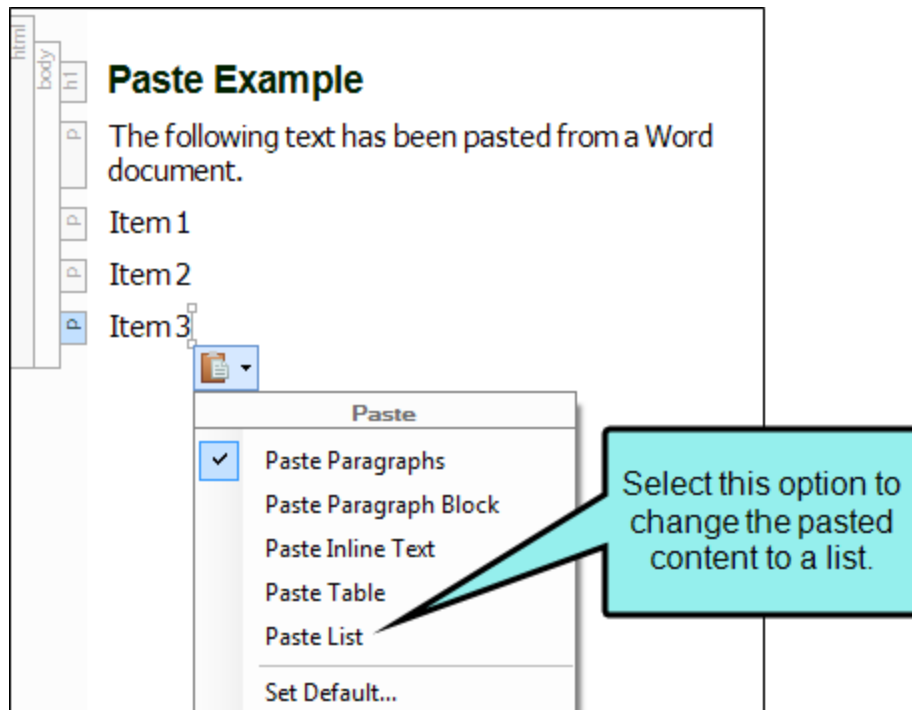 html
body
h1
Paste Example
p
The following text has been pasted from a Word
document.
p
Item 1
p
Item 2
p
Item 3
Paste
Paste Paragraphs
Paste Paragraph Block
Paste Inline Text
Paste Table
Paste List
Set Default...
Select this option to
change the pasted
content to a list.